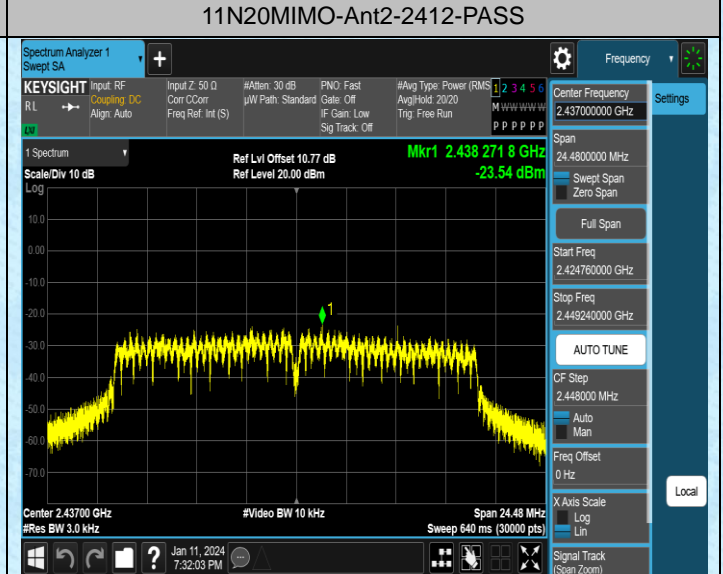 11N20MIMO-Ant2-2412-PASS
Spectrum Analyzer 1
Swept SA
+
Frequency
KEYSIGHT
RL
LXI
Input: RF
Coupling: DC
Align: Auto
Input Z: 50 Ω
Corr CCorr
Freq Ref: Int (S)
#Atten: 30 dB
µW Path: Standard
PNO: Fast
Gate: Off
IF Gain: Low
Sig Track: Off
#Avg Type: Power (RMS
Avg|Hold: 20/20
Trig: Free Run
1 2 3 4 5 6
M W W W W W
P P P P P P
Center Frequency
2.437000000 GHz
Settings
Span
24.4800000 MHz
Swept Span
Zero Span
Full Span
Start Freq
2.424760000 GHz
Stop Freq
2.449240000 GHz
AUTO TUNE
CF Step
2.448000 MHz
Auto
Man
Freq Offset
0 Hz
X Axis Scale
Log
Lin
Local
Signal Track
(Span Zoom)
1 Spectrum
Scale/Div 10 dB
Log
Ref Lvl Offset 10.77 dB
Ref Level 20.00 dBm
Mkr1 2.438 271 8 GHz
-23.54 dBm
10.0
0.00
-10.0
-20.0
1
-30.0
-40.0
-50.0
-60.0
-70.0
Center 2.43700 GHz
#Res BW 3.0 kHz
#Video BW 10 kHz
Span 24.48 MHz
Sweep 640 ms (30000 pts)
?
Jan 11, 2024
7:32:03 PM